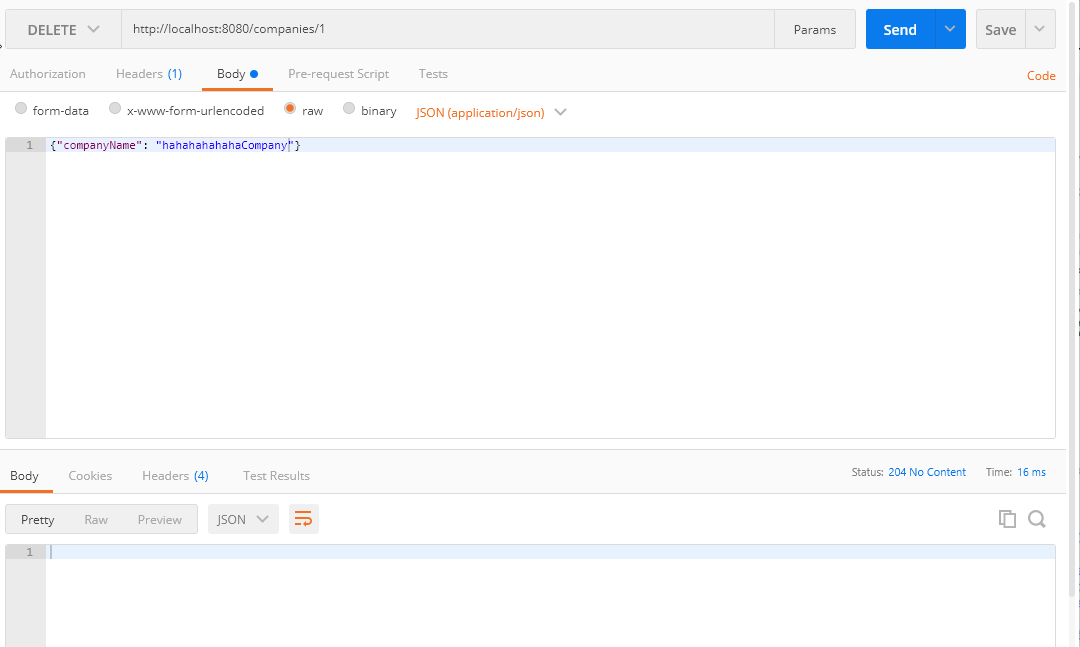 DELETE http://localhost:8080/companies/1 Params Send Save
Authorization Headers (1) Body Pre-request Script Tests Code
form-data x-www-form-urlencoded raw binary JSON (application/json)
1 {"companyName": "hahahahahahaCompany"}
Body Cookies Headers (4) Test Results Status: 204 No Content Time: 16 ms
Pretty Raw Preview JSON
1